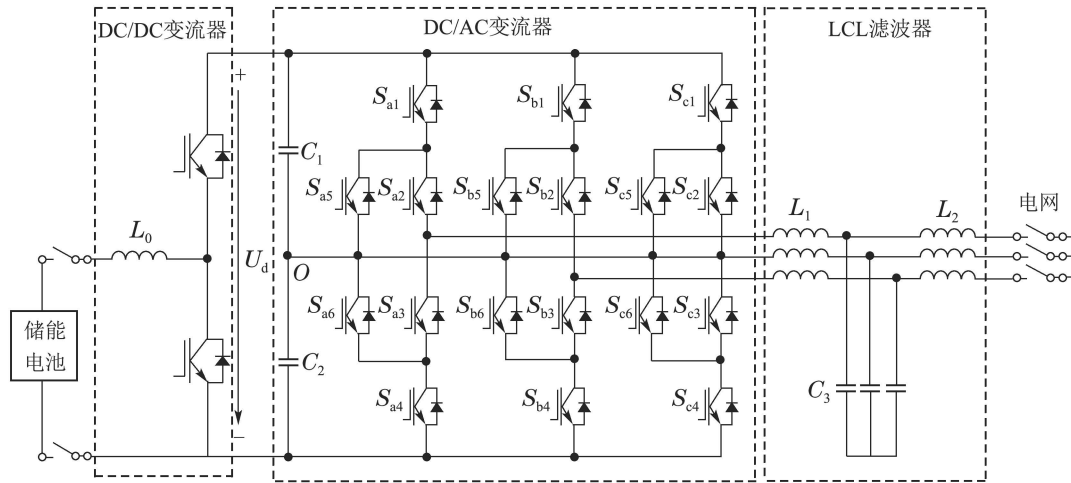 DC/DC变流器
DC/AC变流器
LCL滤波器
+
Sa1
Sb1
Sc1
C1
Sa5
Sa2
Sb5
Sb2
Sc5
Sc2
L0
Ud
O
L1
L2
电网
储能
电池
Sa6
Sa3
Sb6
Sb3
Sc6
Sc3
C2
Sa4
Sb4
Sc4
C3
−